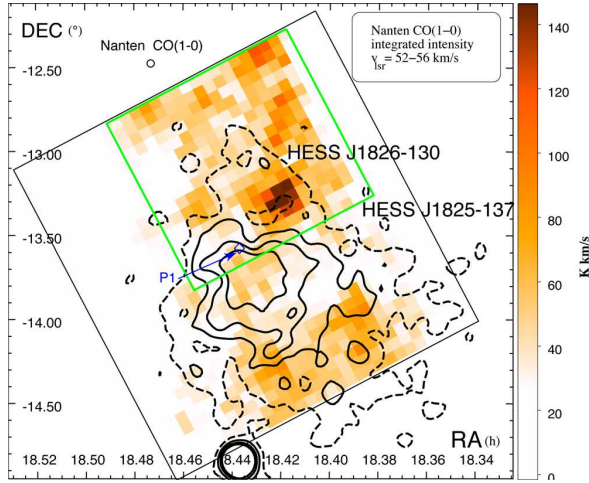 DEC (°)
Nanten CO(1-0)
Nanten CO(1−0)
integrated intensity
v_lsr = 52−56 km/s
-12.50
-13.00
-13.50
-14.00
-14.50
HESS J1826-130
HESS J1825-137
P1
RA(h)
18.52 18.50 18.48 18.46 18.44 18.42 18.40 18.38 18.36 18.34
140
120
100
80
60
40
20
0
K km/s